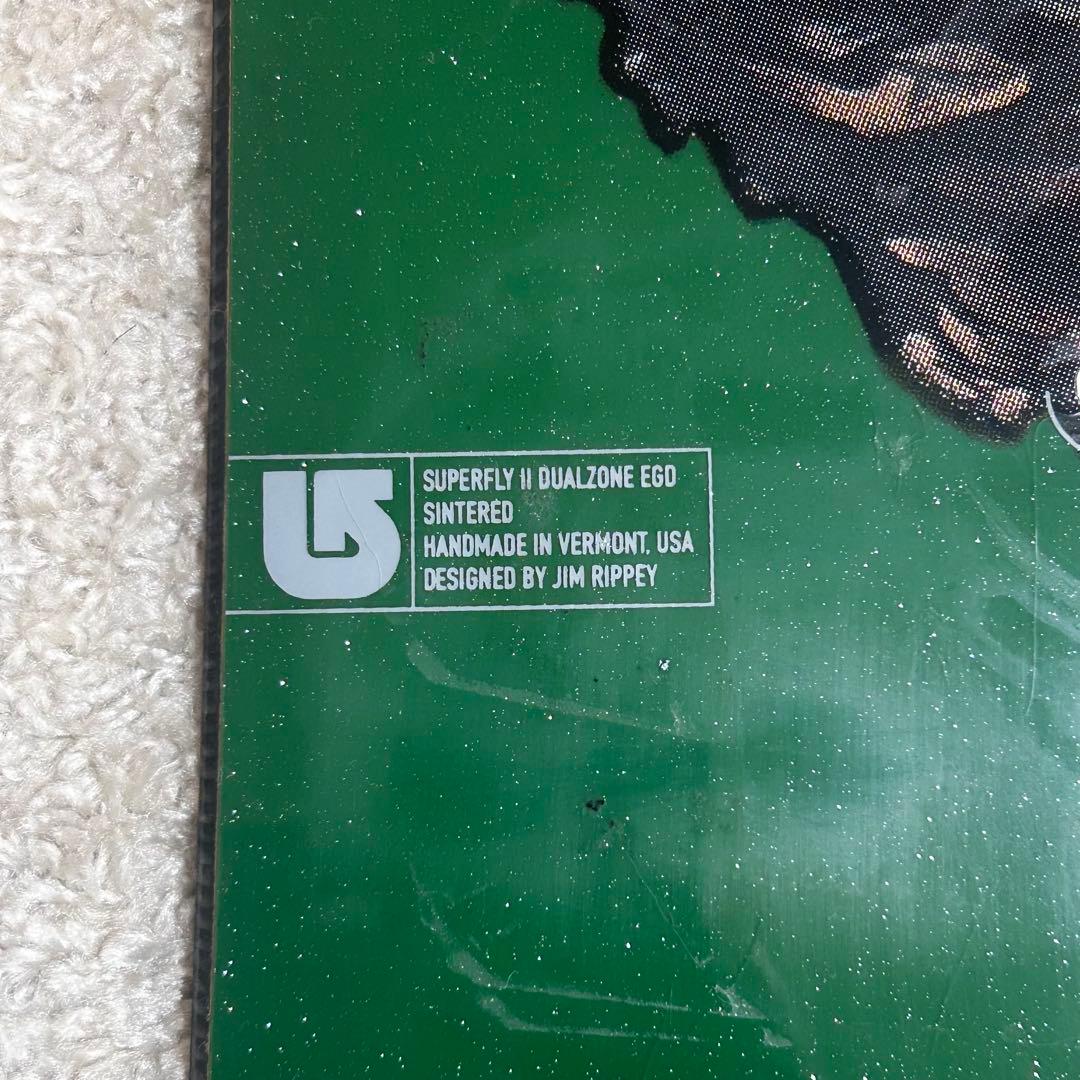 SUPERFLY II DUALZONE EGD
SINTERED
HANDMADE IN VERMONT, USA
DESIGNED BY JIM RIPPEY